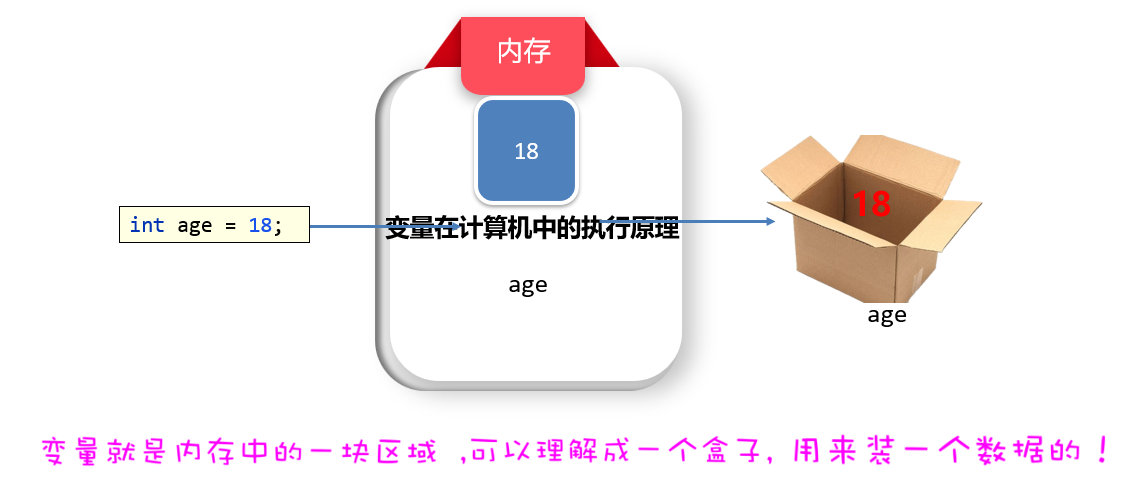 内存
18
18
int age = 18;
变量在计算机中的执行原理
age
age
变量就是内存中的一块区域 ,可以理解成一个盒子, 用来装一个数据的!